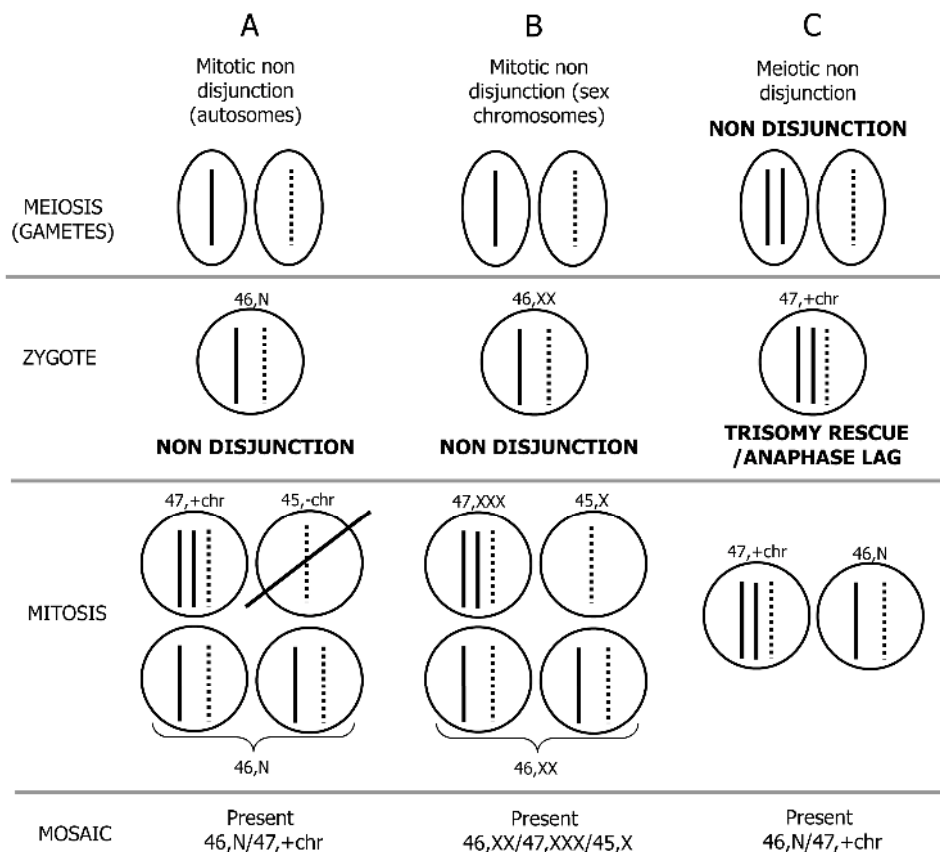 A
B
C
Mitotic non
disjunction
(autosomes)
Mitotic non
disjunction (sex
chromosomes)
Meiotic non
disjunction
NON DISJUNCTION
MEIOSIS
(GAMETES)
46,N
46,XX
47,+chr
ZYGOTE
NON DISJUNCTION
NON DISJUNCTION
TRISOMY RESCUE
/ANAPHASE LAG
47,+chr
45,-chr
47,XXX
45,X
47,+chr
46,N
MITOSIS
46,N
46,XX
MOSAIC
Present
46,N/47,+chr
Present
46,XX/47,XXX/45,X
Present
46,N/47,+chr